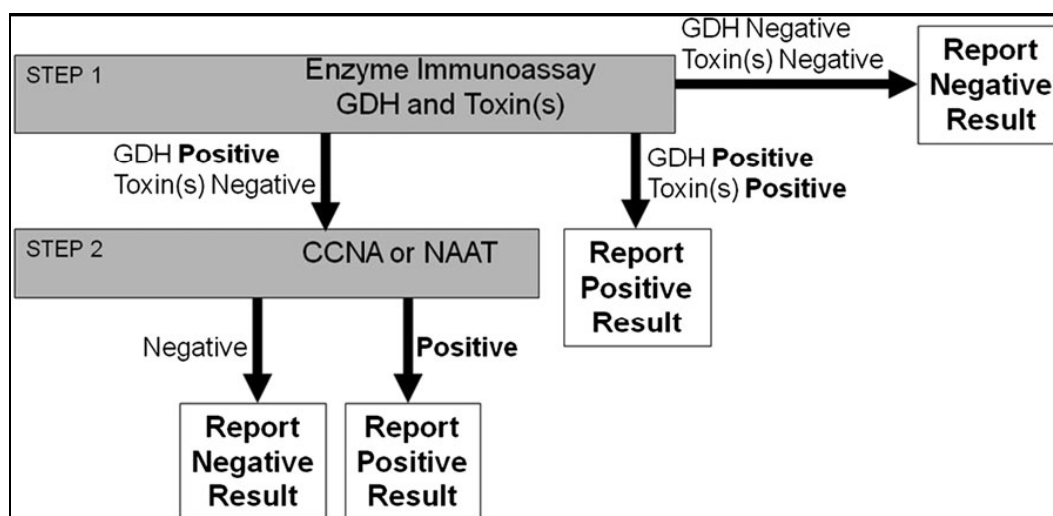 STEP 1
Enzyme Immunoassay
GDH and Toxin(s)
GDH Negative
Toxin(s) Negative
Report
Negative
Result
GDH Positive
Toxin(s) Negative
GDH Positive
Toxin(s) Positive
Report
Positive
Result
STEP 2
CCNA or NAAT
Negative
Positive
Report
Negative
Result
Report
Positive
Result